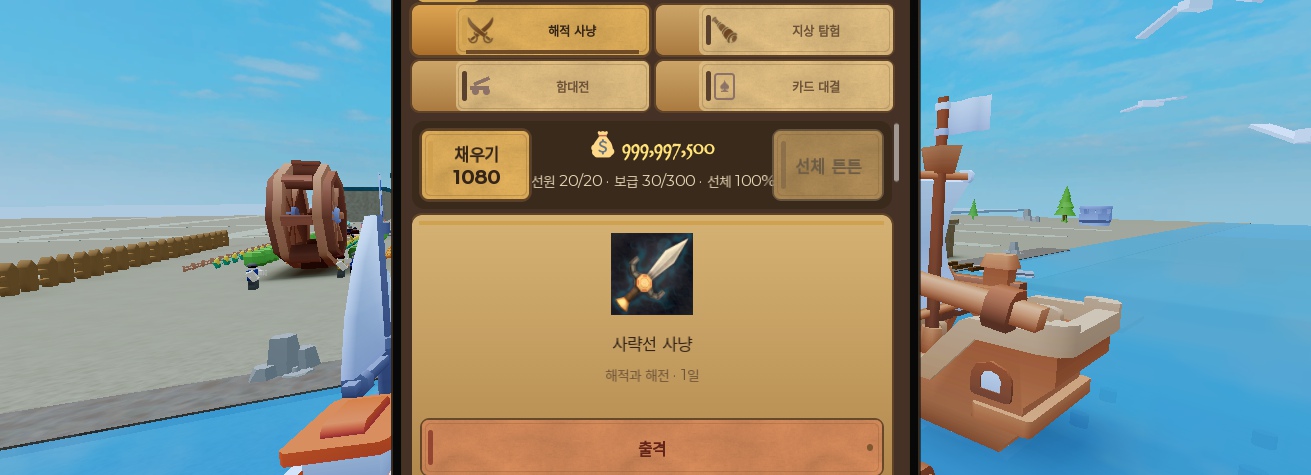 해적 사냥
지상 탐험
함대전
카드 대결
채우기
1080
999,997,500
선원 20/20 · 보급 30/300 · 선체 100%
선체 튼튼
사략선 사냥
해적과 해전 · 1일
출격